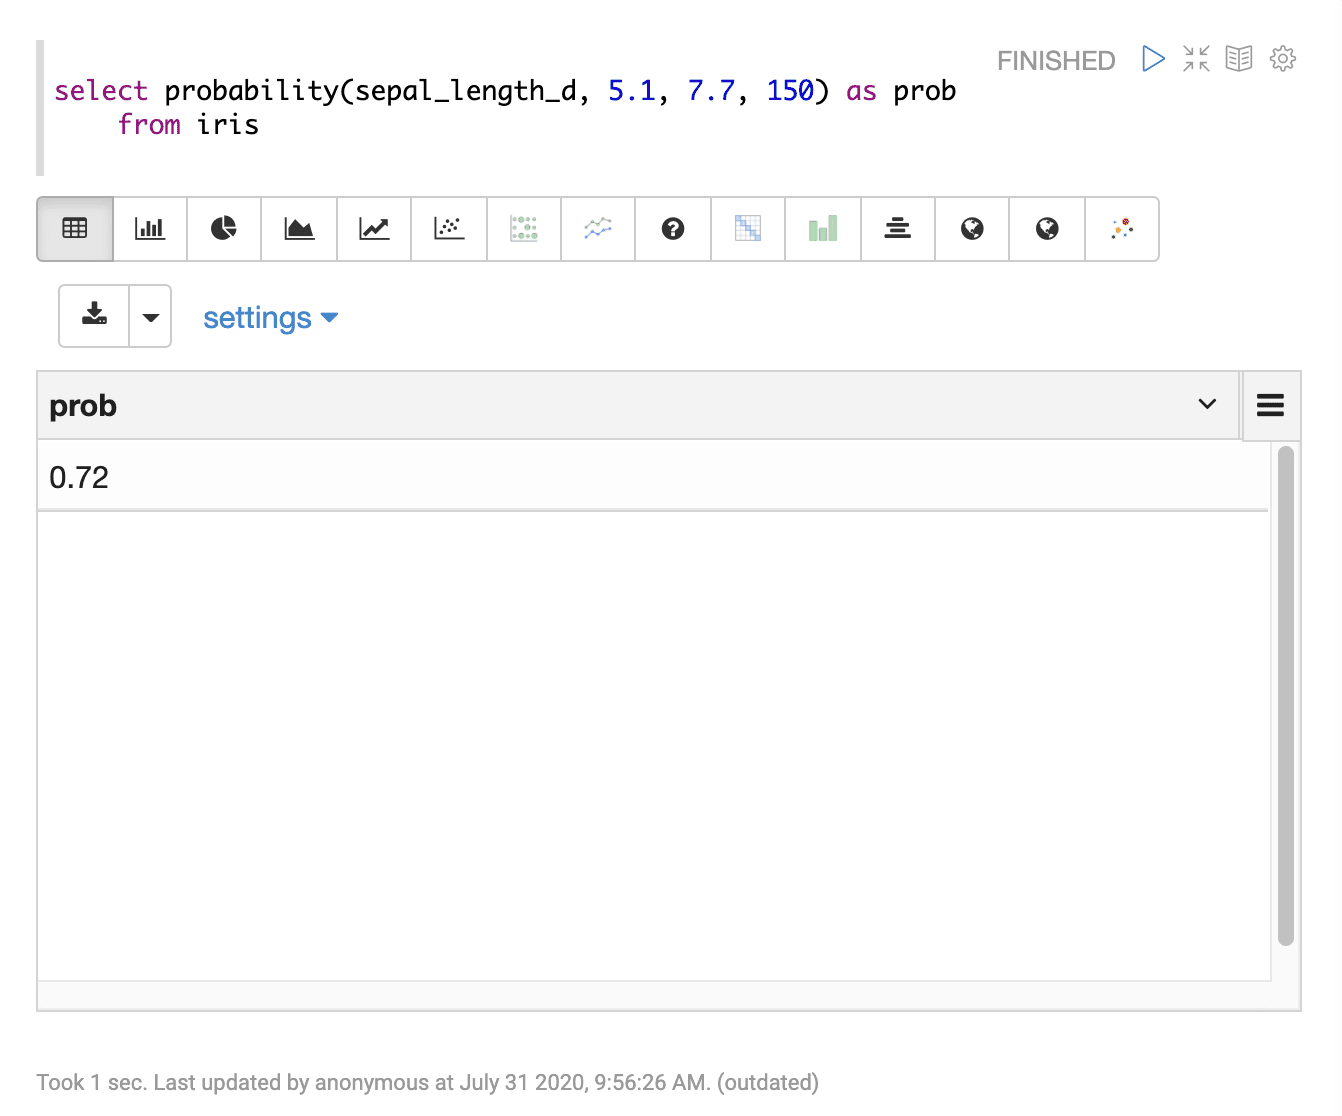 FINISHED
select probability(sepal_length_d, 5.1, 7.7, 150) as prob
from iris
?
settings
prob
0.72
Took 1 sec. Last updated by anonymous at July 31 2020, 9:56:26 AM. (outdated)